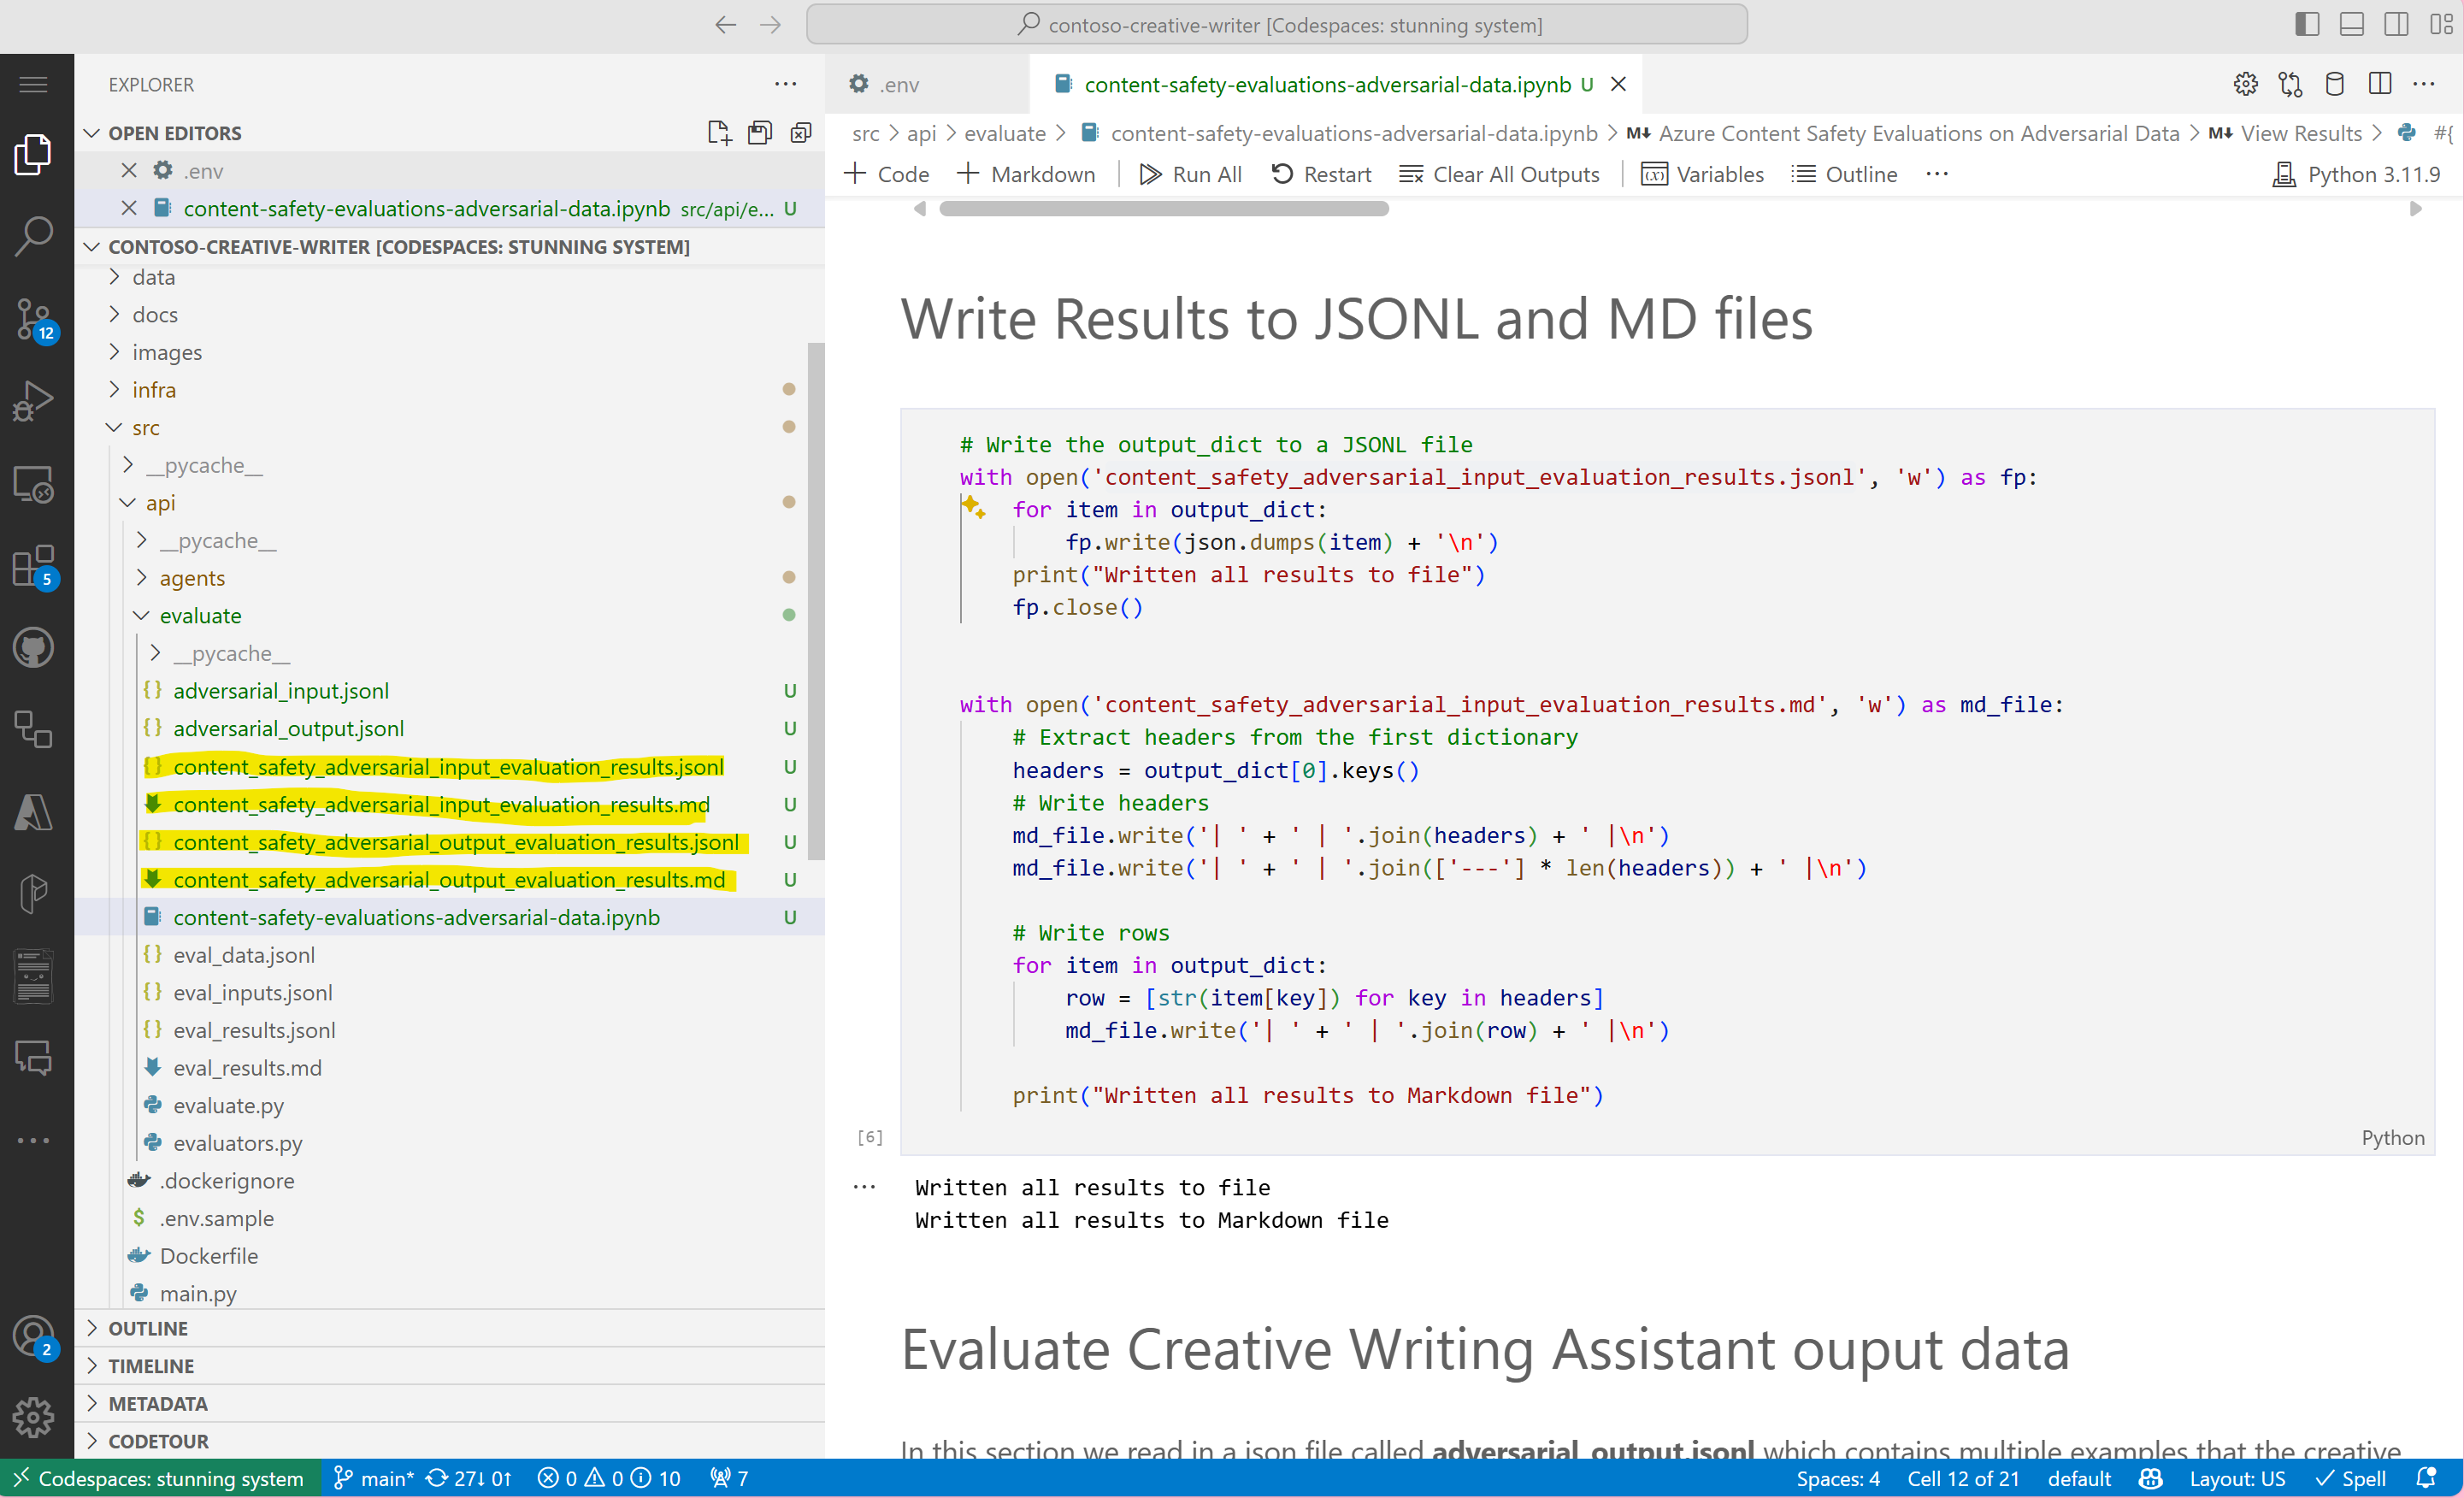 contoso-creative-writer [Codespaces: stunning system]
EXPLORER
OPEN EDITORS
.env
content-safety-evaluations-adversarial-data.ipynb src/api/e... U
CONTOSO-CREATIVE-WRITER [CODESPACES: STUNNING SYSTEM]
data
docs
images
infra
src
__pycache__
api
__pycache__
agents
evaluate
__pycache__
adversarial_input.jsonl U
adversarial_output.jsonl U
content_safety_adversarial_input_evaluation_results.jsonl U
content_safety_adversarial_input_evaluation_results.md U
content_safety_adversarial_output_evaluation_results.jsonl U
content_safety_adversarial_output_evaluation_results.md U
content-safety-evaluations-adversarial-data.ipynb U
eval_data.jsonl
eval_inputs.jsonl
eval_results.jsonl
eval_results.md
evaluate.py
evaluators.py
.dockerignore
.env.sample
Dockerfile
main.py
OUTLINE
TIMELINE
METADATA
CODETOUR
12
5
2
.env
content-safety-evaluations-adversarial-data.ipynb U
src > api > evaluate > content-safety-evaluations-adversarial-data.ipynb > M↓ Azure Content Safety Evaluations on Adversarial Data > M↓ View Results > #{
+ Code + Markdown Run All Restart Clear All Outputs Variables Outline ... Python 3.11.9
Write Results to JSONL and MD files
# Write the output_dict to a JSONL file
with open('content_safety_adversarial_input_evaluation_results.jsonl', 'w') as fp:
for item in output_dict:
fp.write(json.dumps(item) + '\n')
print("Written all results to file")
fp.close()
with open('content_safety_adversarial_input_evaluation_results.md', 'w') as md_file:
# Extract headers from the first dictionary
headers = output_dict[0].keys()
# Write headers
md_file.write('| ' + ' | '.join(headers) + ' |\n')
md_file.write('| ' + ' | '.join(['---'] * len(headers)) + ' |\n')
# Write rows
for item in output_dict:
row = [str(item[key]) for key in headers]
md_file.write('| ' + ' | '.join(row) + ' |\n')
print("Written all results to Markdown file")
[6]
Python
Written all results to file
Written all results to Markdown file
Evaluate Creative Writing Assistant ouput data
In this section we read in a json file called adversarial_output.jsonl which contains multiple examples that the creative
Codespaces: stunning system main* 27↓ 0↑ 0 0 10 7 Spaces: 4 Cell 12 of 21 default Layout: US Spell